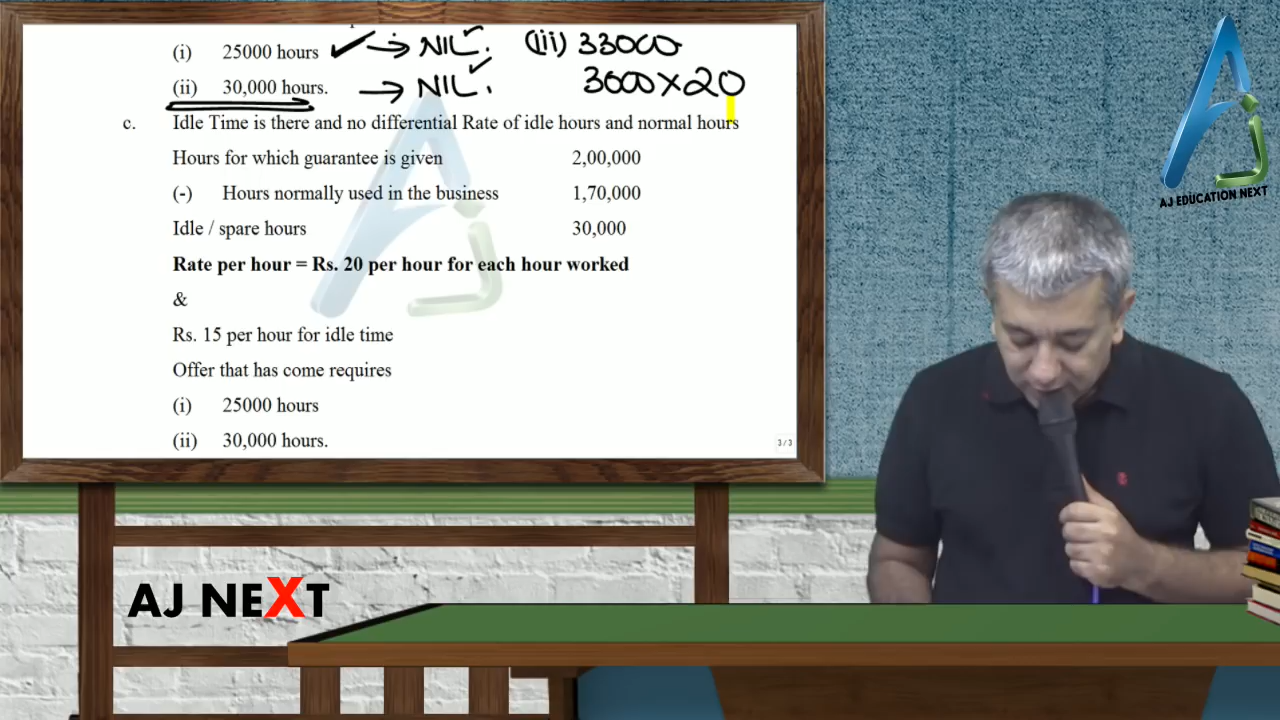 (i) 25000 hours → NIL. (iii) 33000
(ii) 30,000 hours. → NIL. 3000 x 20
c. Idle Time is there and no differential Rate of idle hours and normal hours
Hours for which guarantee is given 2,00,000
(-) Hours normally used in the business 1,70,000
Idle / spare hours 30,000
Rate per hour = Rs. 20 per hour for each hour worked
&
Rs. 15 per hour for idle time
Offer that has come requires
(i) 25000 hours
(ii) 30,000 hours.
3/3
AJ EDUCATION NEXT
AJ NEXT